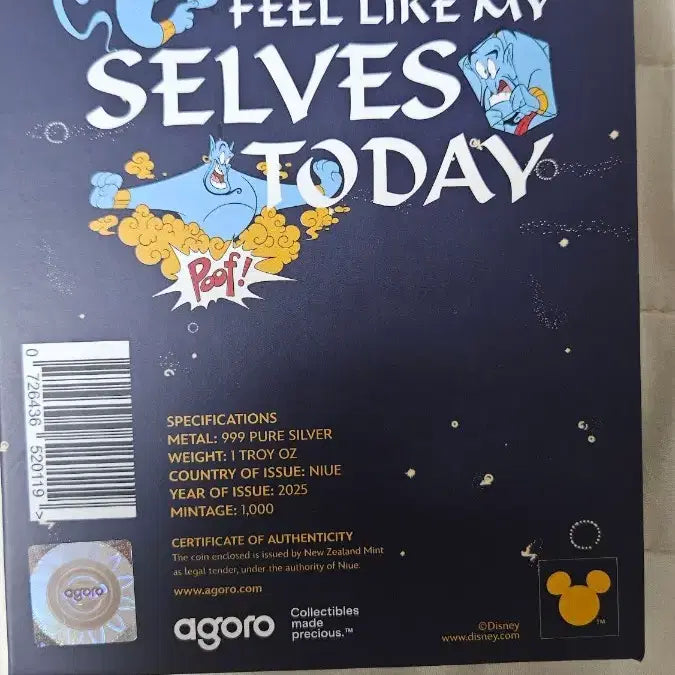 FEEL LIKE MY
SELVES
TODAY
Poof!
0 726436 520119 >
SPECIFICATIONS
METAL: 999 PURE SILVER
WEIGHT: 1 TROY OZ
COUNTRY OF ISSUE: NIUE
YEAR OF ISSUE: 2025
MINTAGE: 1,000
CERTIFICATE OF AUTHENTICITY
The coin enclosed is issued by New Zealand Mint
as legal tender, under the authority of Niue.
www.agoro.com
agoro
agoro
Collectibles
made
precious.™
©Disney
www.disney.com
TM